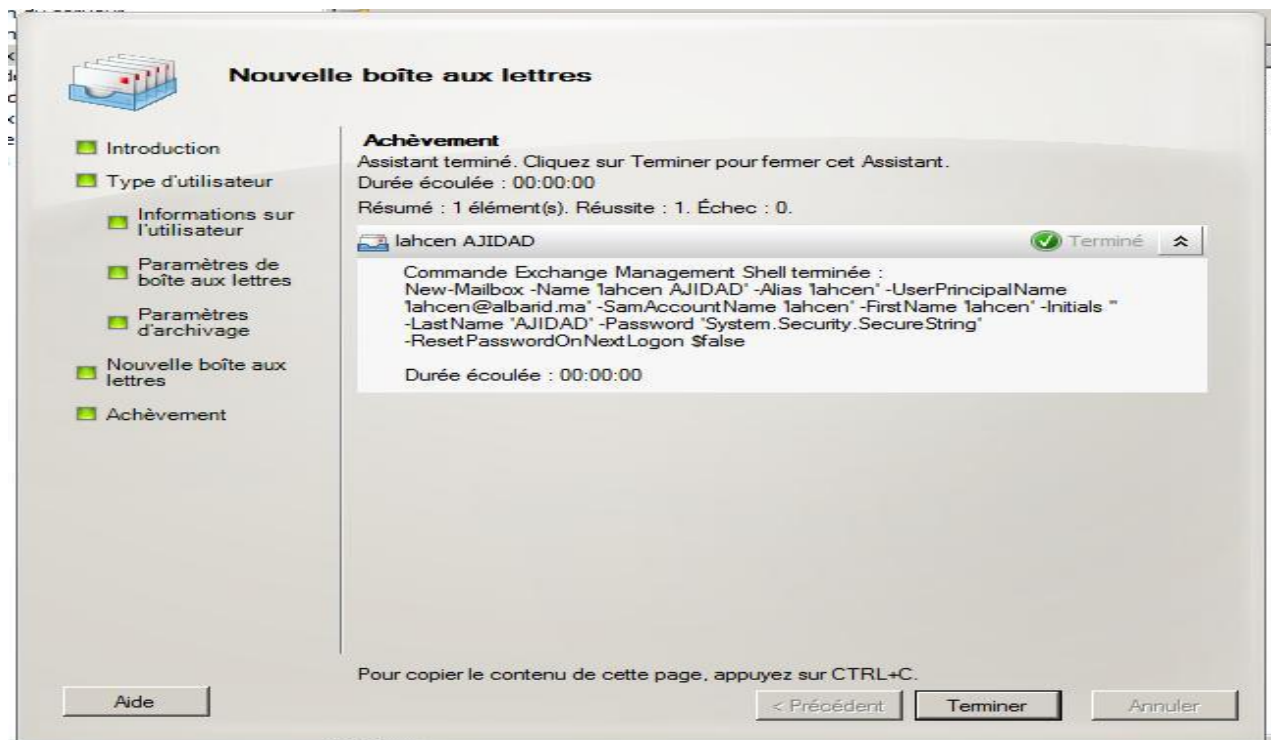 Nouvelle boîte aux lettres
Introduction
Type d'utilisateur
Informations sur
l'utilisateur
Paramètres de
boîte aux lettres
Paramètres
d'archivage
Nouvelle boîte aux
lettres
Achèvement
Achèvement
Assistant terminé. Cliquez sur Terminer pour fermer cet Assistant.
Durée écoulée : 00:00:00
Résumé : 1 élément(s). Réussite : 1. Échec : 0.
lahcen AJIDAD
Terminé
Commande Exchange Management Shell terminée :
New-Mailbox -Name 'lahcen AJIDAD' -Alias 'lahcen' -UserPrincipalName
'lahcen@albarid.ma' -SamAccountName 'lahcen' -FirstName 'lahcen' -Initials ''
-LastName 'AJIDAD' -Password 'System.Security.SecureString'
-ResetPasswordOnNextLogon $false
Durée écoulée : 00:00:00
Pour copier le contenu de cette page, appuyez sur CTRL+C.
Aide
< Précédent
Terminer
Annuler